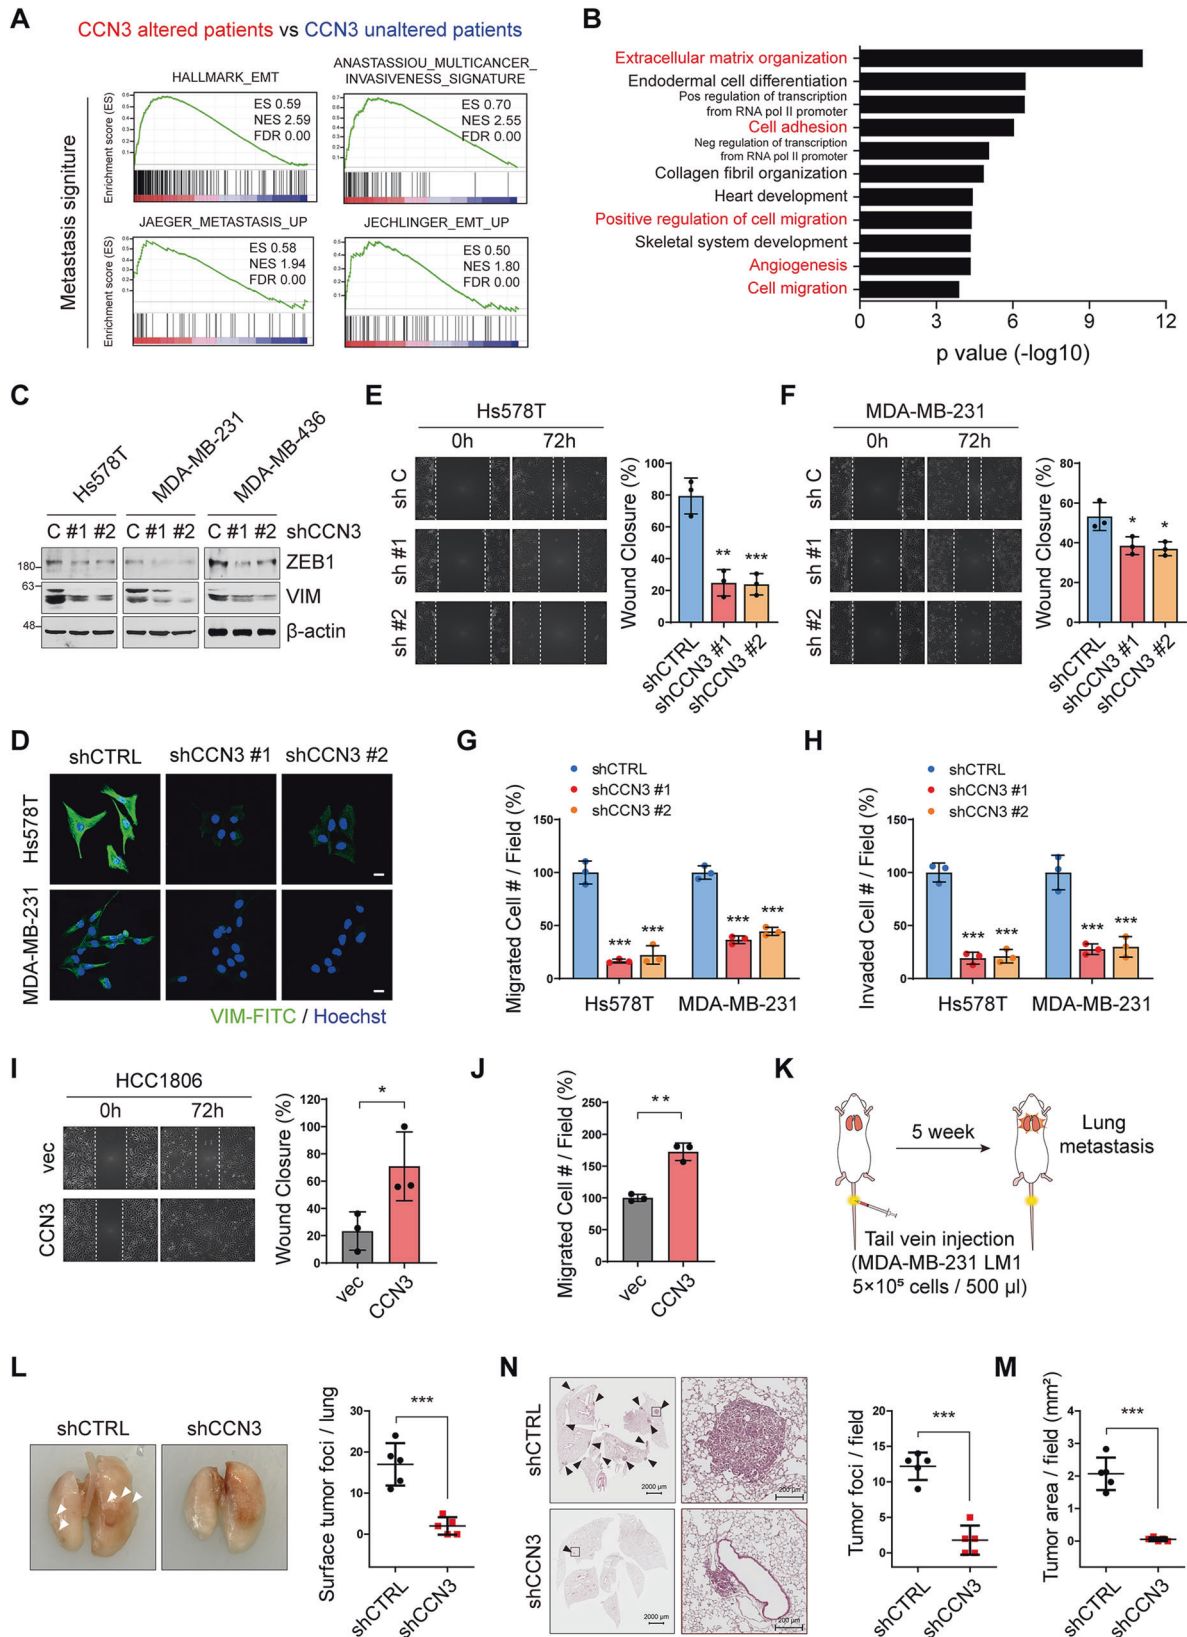 A
CCN3 altered patients vs CCN3 unaltered patients
Metastasis signiture
HALLMARK_EMT
Enrichment score (ES)
ES 0.59
NES 2.59
FDR 0.00
ANASTASSIOU_MULTICANCER_
INVASIVENESS_SIGNATURE
ES 0.70
NES 2.55
FDR 0.00
JAEGER_METASTASIS_UP
Enrichment score (ES)
ES 0.58
NES 1.94
FDR 0.00
JECHLINGER_EMT_UP
ES 0.50
NES 1.80
FDR 0.00
B
Extracellular matrix organization
Endodermal cell differentiation
Pos regulation of transcription
from RNA pol II promoter
Cell adhesion
Neg regulation of transcription
from RNA pol II promoter
Collagen fibril organization
Heart development
Positive regulation of cell migration
Skeletal system development
Angiogenesis
Cell migration
0 3 6 9 12
p value (-log10)
C
Hs578T
MDA-MB-231
MDA-MB-436
C #1 #2 C #1 #2 C #1 #2 shCCN3
180
ZEB1
63
VIM
48
β-actin
D
shCTRL shCCN3 #1 shCCN3 #2
Hs578T
MDA-MB-231
VIM-FITC / Hoechst
E
Hs578T
0h 72h
sh C
sh #1
sh #2
Wound Closure (%)
100
80
60
40
20
0
** ***
shCTRL
shCCN3 #1
shCCN3 #2
F
MDA-MB-231
0h 72h
sh C
sh #1
sh #2
Wound Closure (%)
80
60
40
20
0
* *
shCTRL
shCCN3 #1
shCCN3 #2
G
shCTRL
shCCN3 #1
shCCN3 #2
Migrated Cell # / Field (%)
150
100
50
0
*** *** *** ***
Hs578T MDA-MB-231
H
shCTRL
shCCN3 #1
shCCN3 #2
Invaded Cell # / Field (%)
150
100
50
0
*** *** *** ***
Hs578T MDA-MB-231
I
HCC1806
0h 72h
vec
CCN3
Wound Closure (%)
120
100
80
60
40
20
0
*
vec
CCN3
J
Migrated Cell # / Field (%)
250
200
150
100
50
0
**
vec
CCN3
K
5 week
Lung
metastasis
Tail vein injection
(MDA-MB-231 LM1
5×10⁵ cells / 500 µl)
L
shCTRL shCCN3
Surface tumor foci / lung
30
20
10
0
***
shCTRL
shCCN3
N
shCTRL
2000 µm
200 µm
shCCN3
2000 µm
200 µm
Tumor foci / field
20
15
10
5
0
***
shCTRL
shCCN3
M
Tumor area / field (mm²)
4
3
2
1
0
***
shCTRL
shCCN3